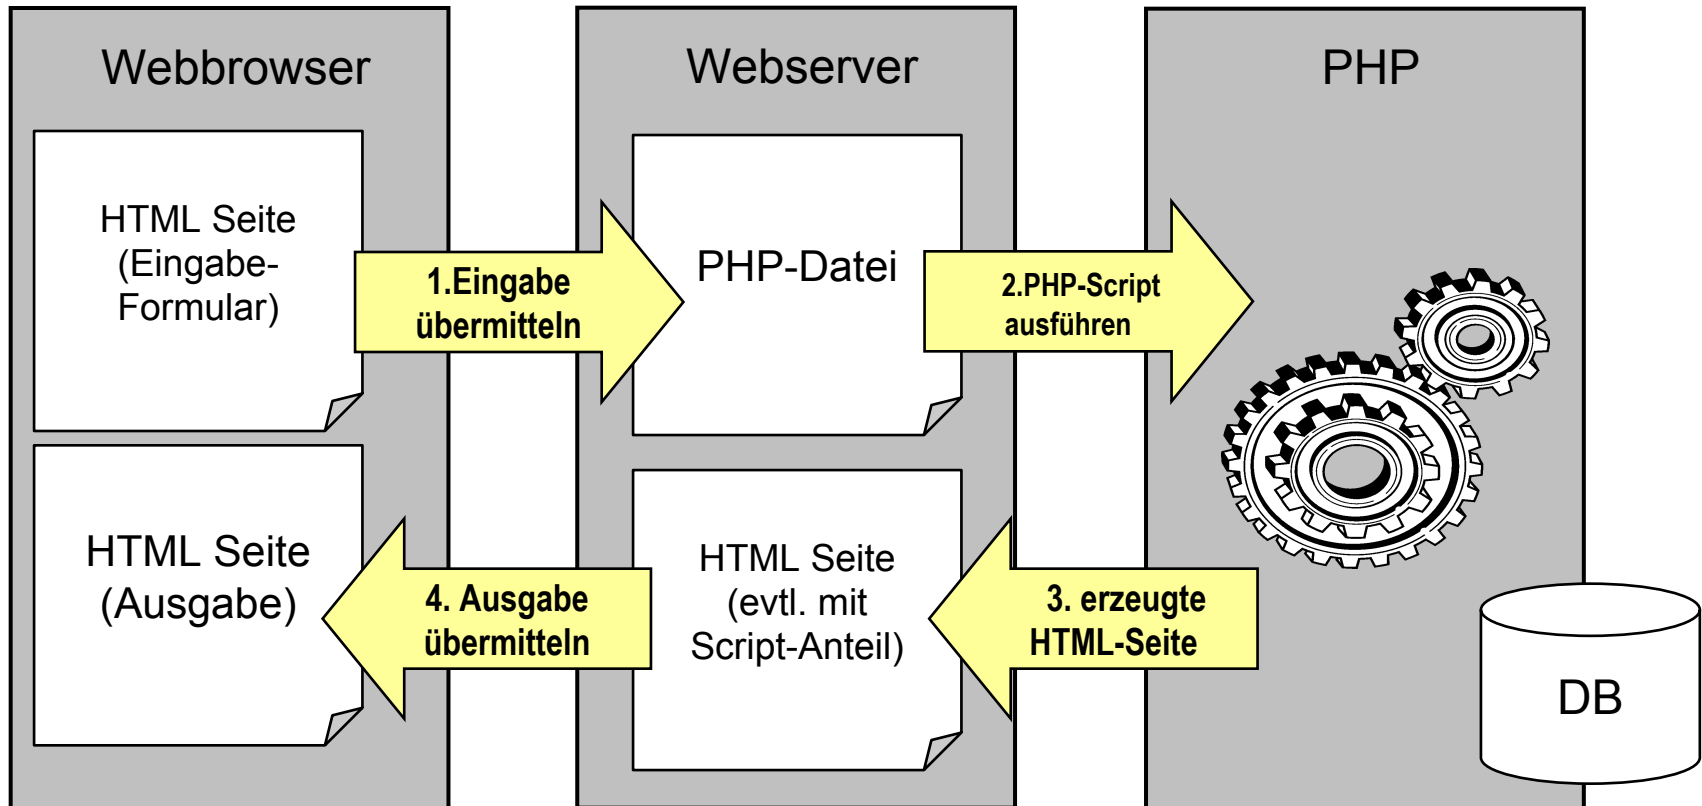 Webbrowser
HTML Seite
(Eingabe-
Formular)
1.Eingabe
übermitteln
Webserver
PHP-Datei
2.PHP-Script
ausführen
PHP
HTML Seite
(Ausgabe)
4. Ausgabe
übermitteln
HTML Seite
(evtl. mit
Script-Anteil)
3. erzeugte
HTML-Seite
DB